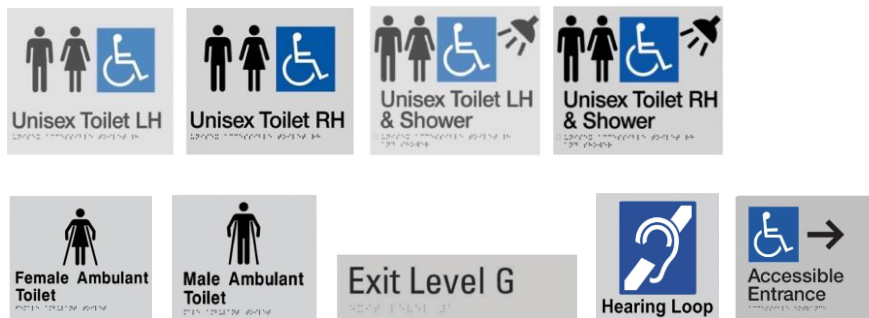 Unisex Toilet LH
Unisex Toilet RH
Unisex Toilet LH
& Shower
Unisex Toilet RH
& Shower
Female Ambulant
Toilet
Male Ambulant
Toilet
Exit Level G
Hearing Loop
Accessible
Entrance